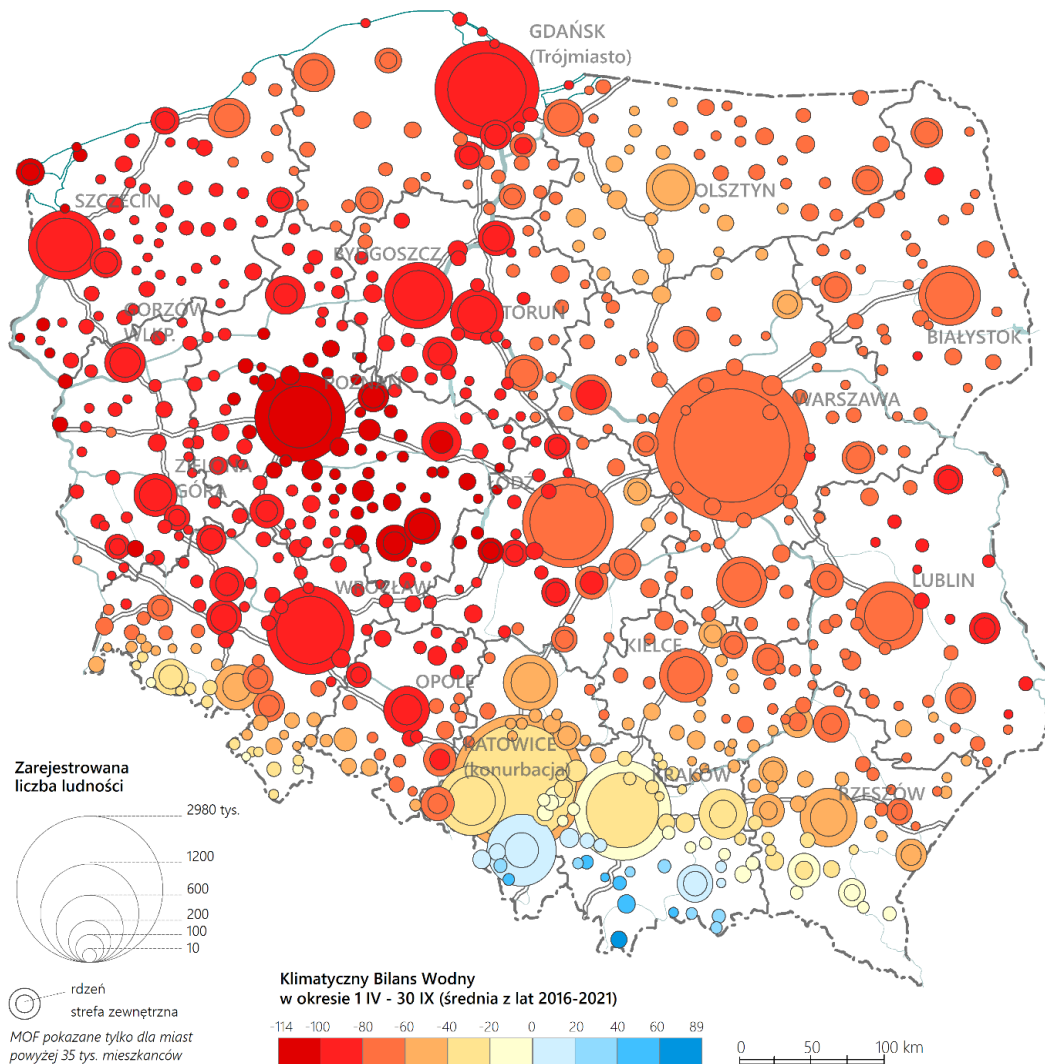 GDAŃSK
(Trójmiasto)
SZCZECIN
OLSZTYN
BYDGOSZCZ
GORZÓW
WLKP.
TORUŃ
BIAŁYSTOK
POZNAŃ
WARSZAWA
ZIELONA
GÓRA
ŁÓDŹ
WROCŁAW
LUBLIN
KIELCE
OPOLE
KATOWICE
(konurbacja)
KRAKÓW
RZESZÓW
Zarejestrowana
liczba ludności
2980 tys.
1200
600
200
100
10
rdzeń
strefa zewnętrzna
MOF pokazane tylko dla miast
powyżej 35 tys. mieszkańców
Klimatyczny Bilans Wodny
w okresie 1 IV - 30 IX (średnia z lat 2016-2021)
-114 -100 -80 -60 -40 -20 0 20 40 60 89
0 50 100 km